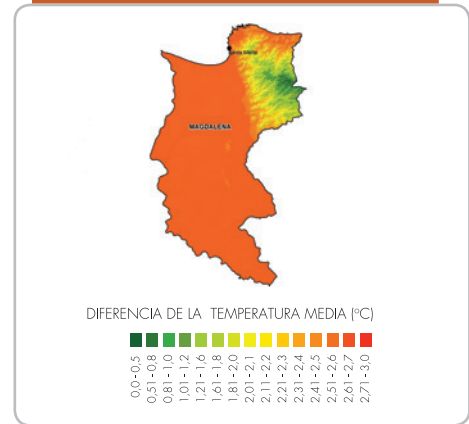 MAGDALENA
DIFERENCIA DE LA TEMPERATURA MEDIA (ºC)
0,0 - 0,5
0,51 - 0,8
0,81 - 1,0
1,01 - 1,2
1,21 - 1,6
1,61 - 1,8
1,81 - 2,0
2,01 - 2,1
2,11 - 2,2
2,21 - 2,3
2,31 - 2,4
2,41 - 2,5
2,51 - 2,6
2,61 - 2,7
2,71 - 3,0